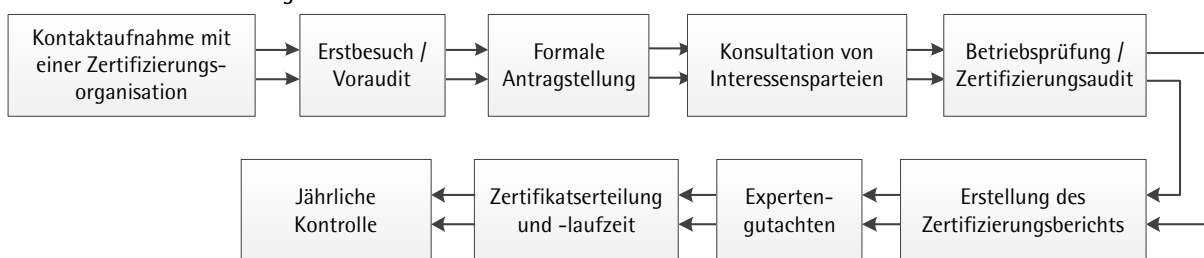 Kontaktaufnahme mit
einer Zertifizierungs-
organisation
Erstbesuch /
Voraudit
Formale
Antragstellung
Konsultation von
Interessensparteien
Betriebsprüfung /
Zertifizierungsaudit
Erstellung des
Zertifizierungsberichts
Experten-
gutachten
Zertifikatserteilung
und -laufzeit
Jährliche
Kontrolle